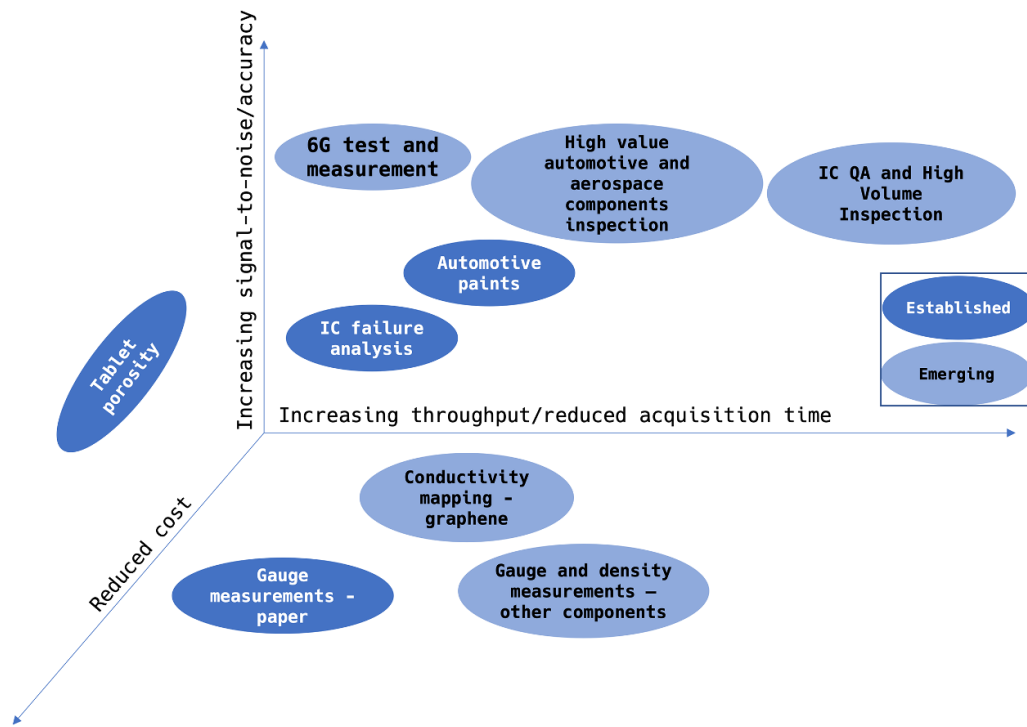 Increasing signal-to-noise/accuracy
6G test and
measurement
High value
automotive and
aerospace
components
inspection
IC QA and High
Volume
Inspection
Automotive
paints
IC failure
analysis
Tablet
porosity
Established
Emerging
Increasing throughput/reduced acquisition time
Reduced cost
Conductivity
mapping -
graphene
Gauge
measurements -
paper
Gauge and density
measurements –
other components